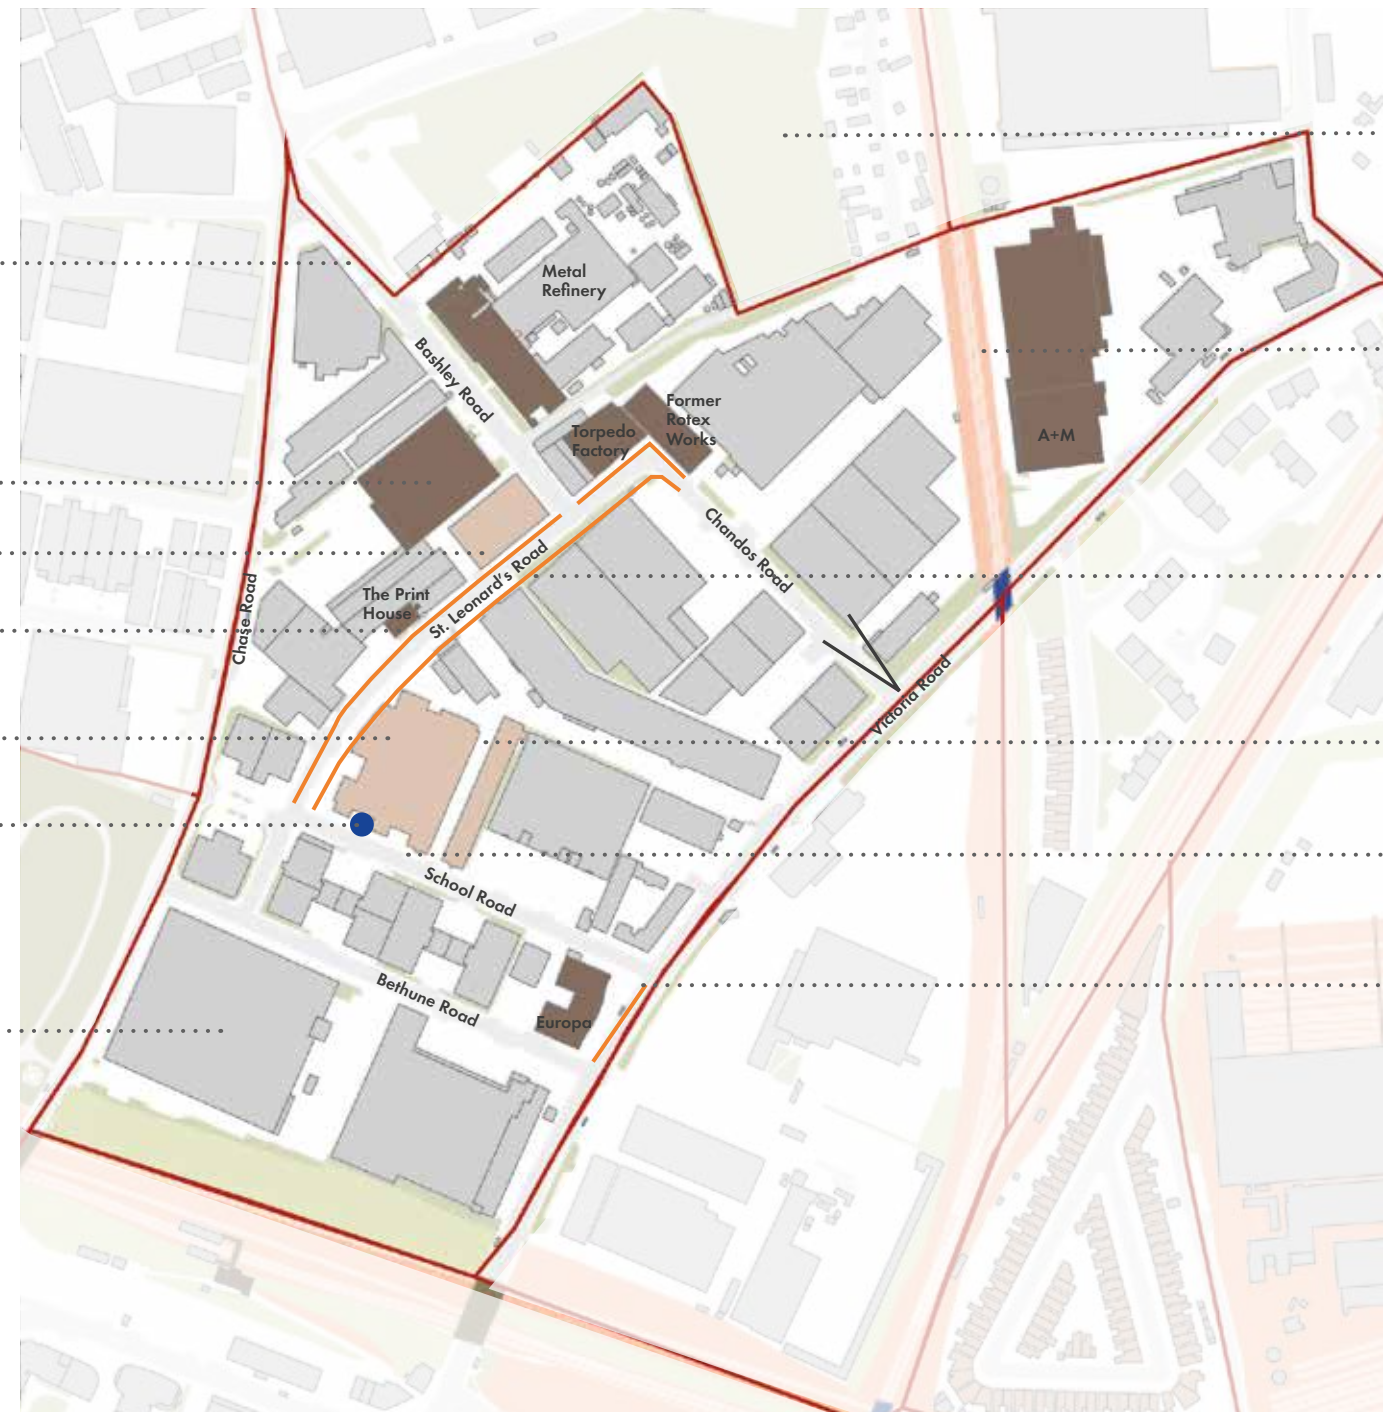 Metal
Refinery
Bashley Road
Former
Rotex
Works
Torpedo
Factory
A+M
Chandos Road
St. Leonard's Road
The Print
House
Chase Road
Victoria Road
School Road
Bethune Road
Europa